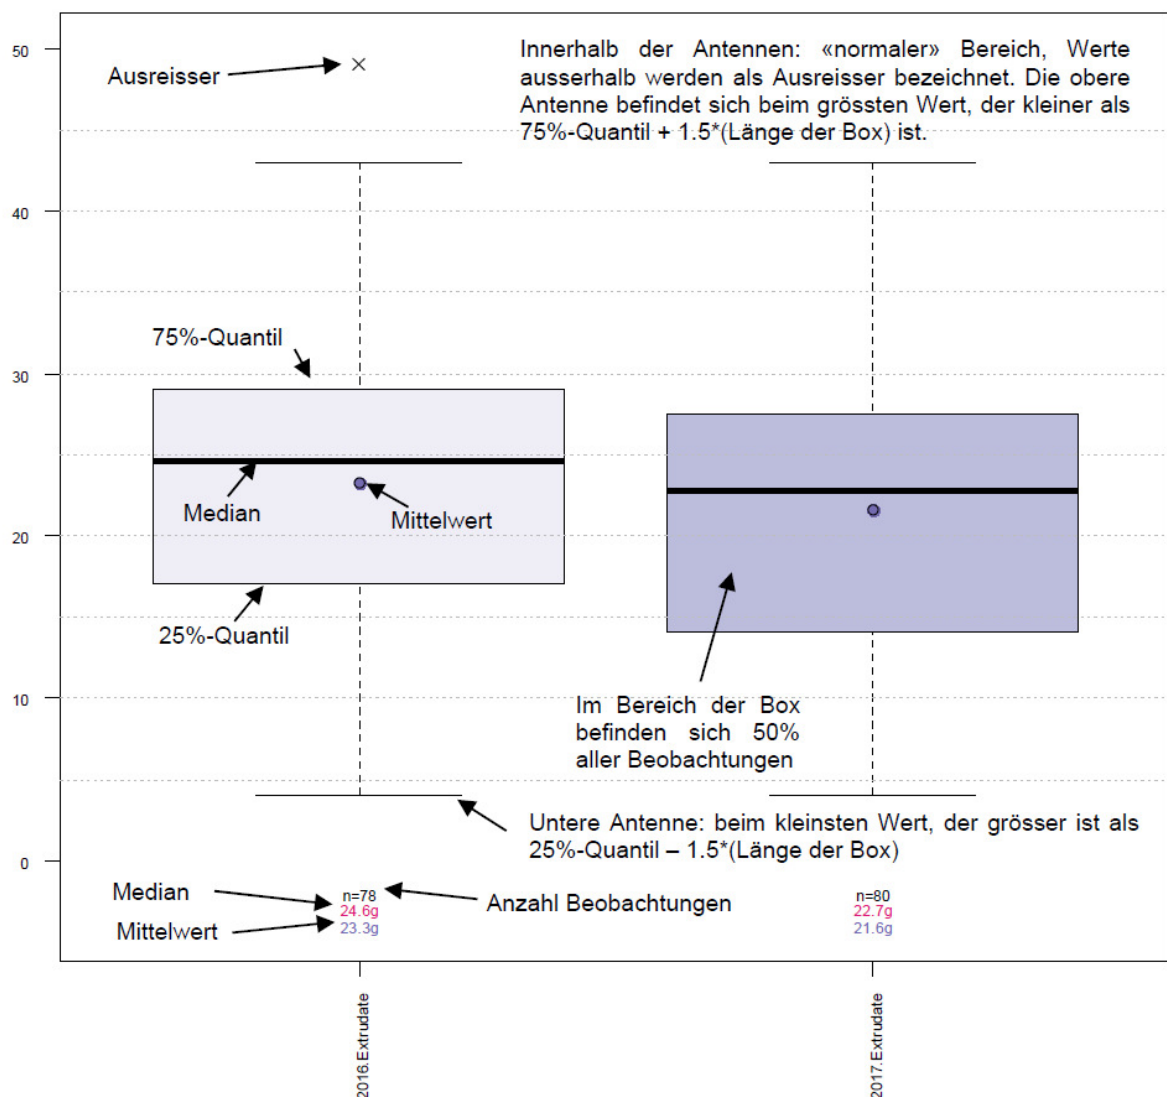 50
Ausreisser
Innerhalb der Antennen: «normaler» Bereich, Werte
ausserhalb werden als Ausreisser bezeichnet. Die obere
Antenne befindet sich beim grössten Wert, der kleiner als
75%-Quantil + 1.5*(Länge der Box) ist.
40
75%-Quantil
30
Median
Mittelwert
20
25%-Quantil
10
Im Bereich der Box
befinden sich 50%
aller Beobachtungen
Untere Antenne: beim kleinsten Wert, der grösser ist als
25%-Quantil – 1.5*(Länge der Box)
0
Median
Mittelwert
n=78
24.6g
23.3g
Anzahl Beobachtungen
n=80
22.7g
21.6g
2016.Extrudate
2017.Extrudate